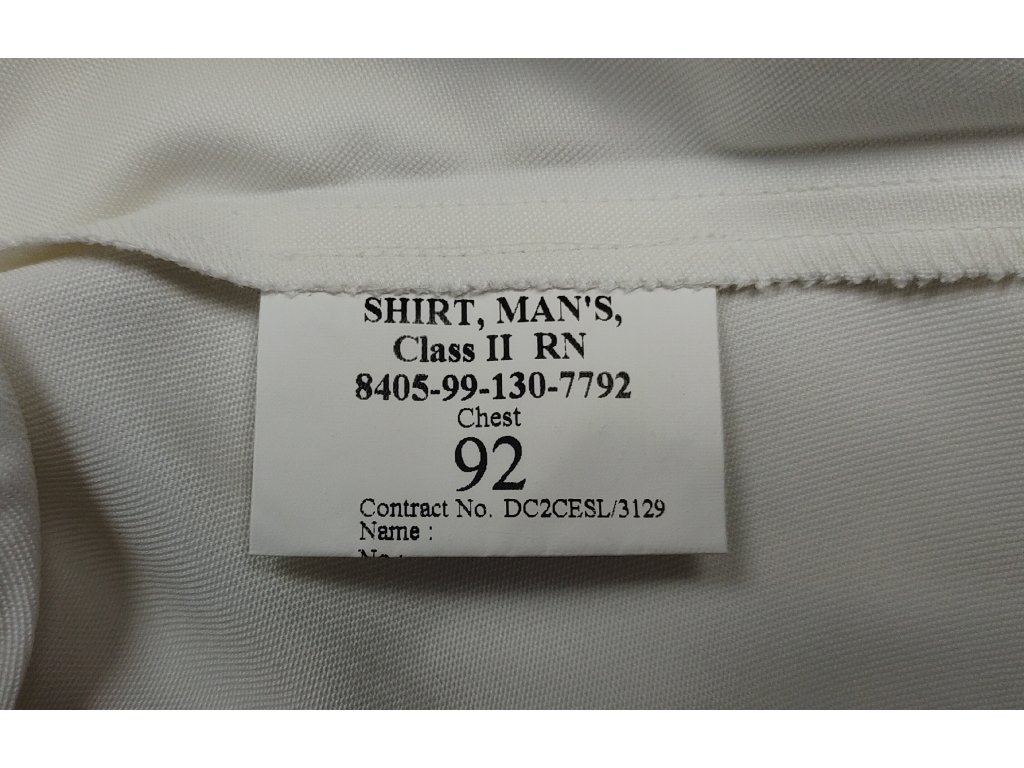 SHIRT, MAN'S,
Class II RN
8405-99-130-7792
Chest
92
Contract No. DC2CESL/3129
Name :